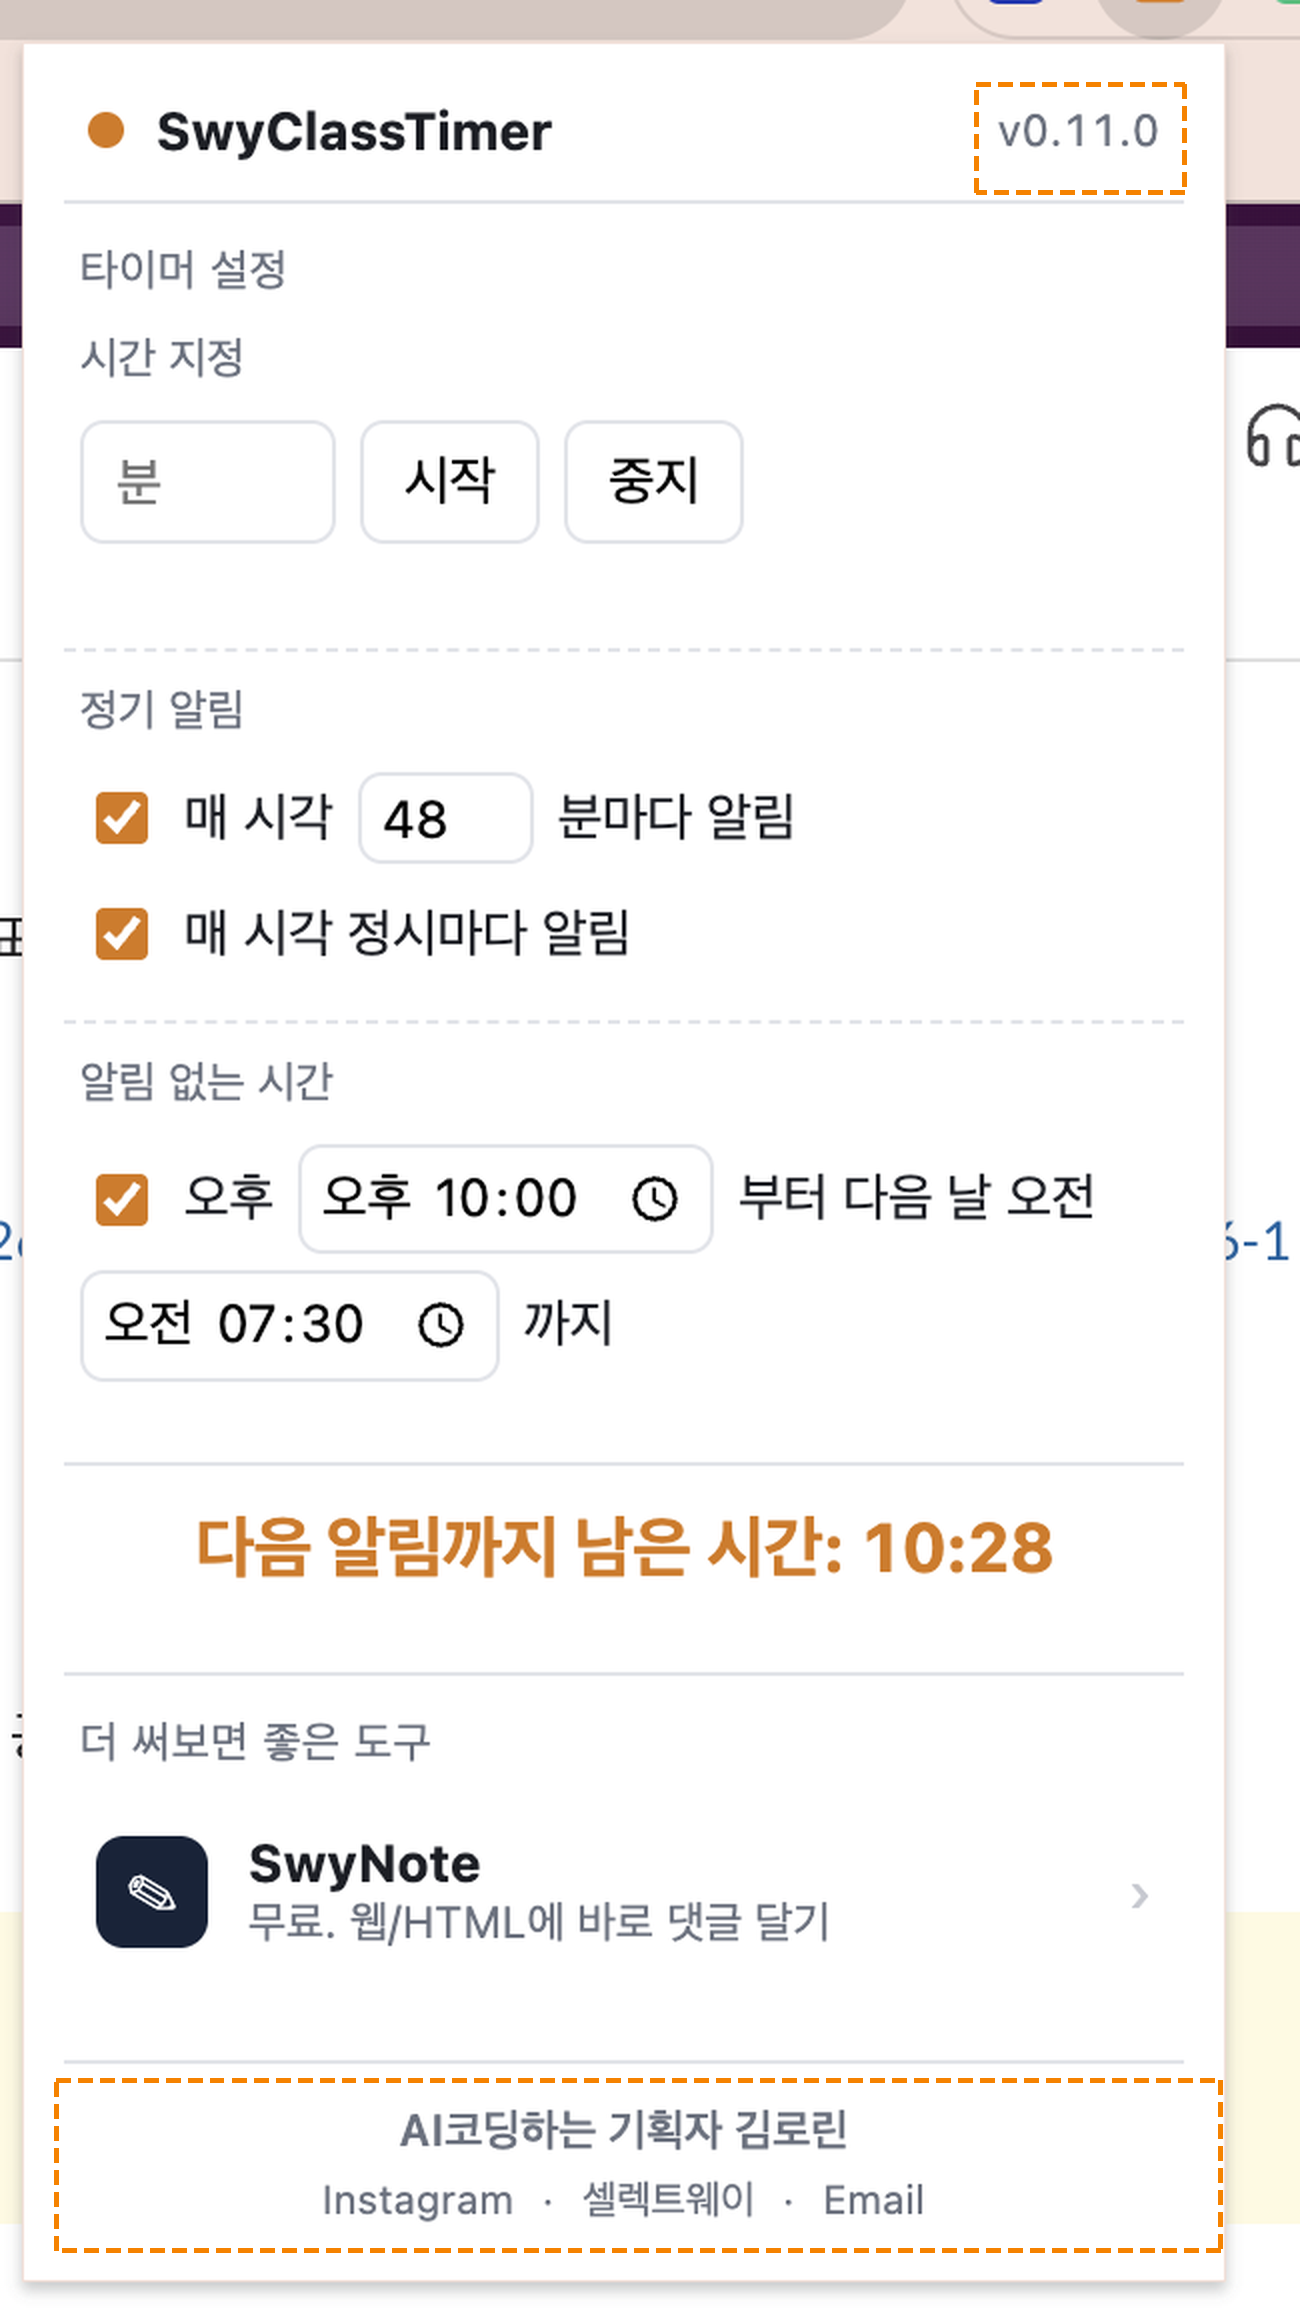 SwyClassTimer
v0.11.0
타이머 설정
시간 지정
분
시작
중지
정기 알림
매 시각 48 분마다 알림
매 시각 정시마다 알림
알림 없는 시간
오후 오후 10:00 부터 다음 날 오전
오전 07:30 까지
다음 알림까지 남은 시간: 10:28
더 써보면 좋은 도구
SwyNote
무료. 웹/HTML에 바로 댓글 달기
AI코딩하는 기획자 김로린
Instagram · 셀렉트웨이 · Email
6-1